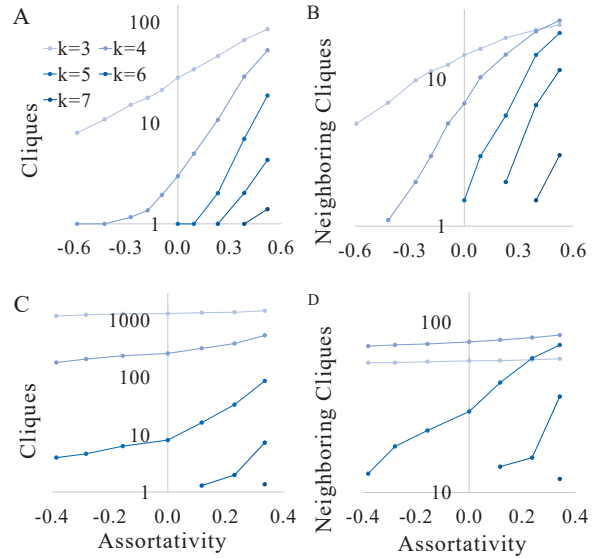 A
100
k=3 k=4
k=5 k=6
k=7
10
1
Cliques
-0.6 -0.3 0.0 0.3 0.6
B
10
1
Neighboring Cliques
-0.6 -0.3 0.0 0.3 0.6
C
1000
100
10
1
Cliques
-0.4 -0.2 0.0 0.2 0.4
Assortativity
D
100
10
Neighboring Cliques
-0.4 -0.2 0.0 0.2 0.4
Assortativity